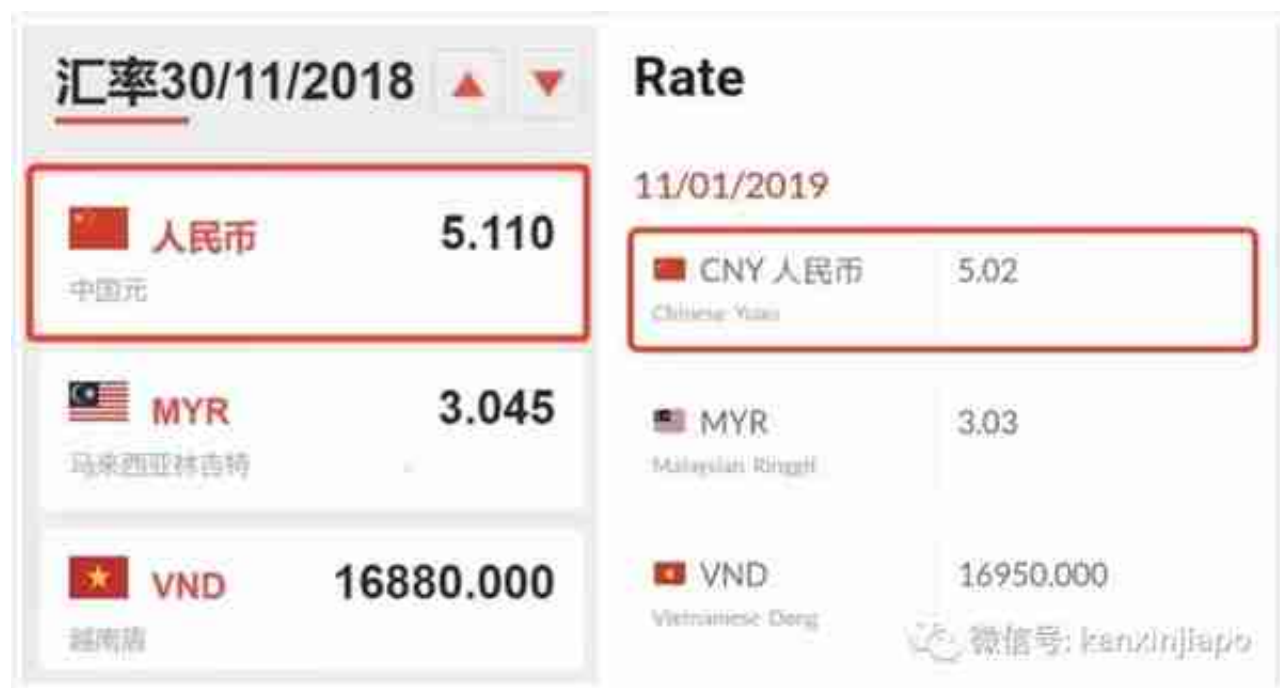 汇率30/11/2018
人民币 5.110
中国元
MYR 3.045
马来西亚林吉特
VND 16880.000
越南盾
Rate
11/01/2019
CNY 人民币 5.02
Chinese Yuan
MYR 3.03
Malaysian Ringgit
VND 16950.000
Vietnamese Dong
微信号: kanxinjiapo